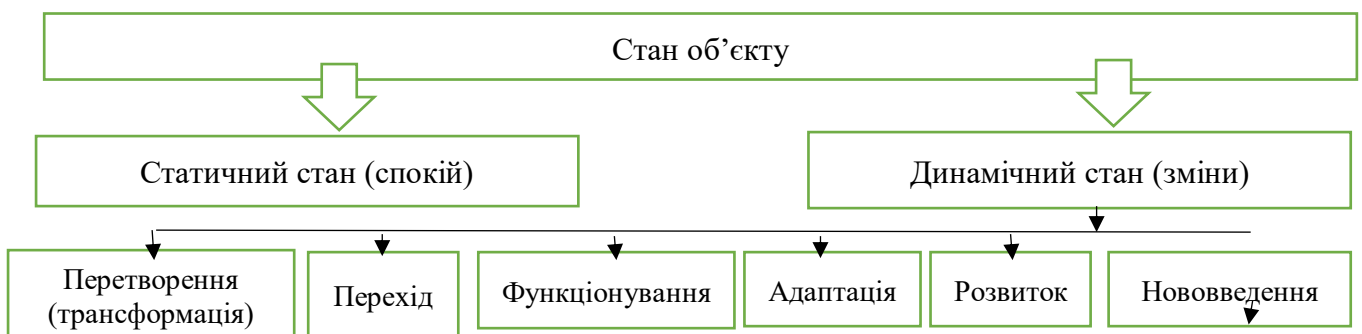 Стан об’єкту
Статичний стан (спокій)
Динамічний стан (зміни)
Перетворення
(трансформація)
Перехід
Функціонування
Адаптація
Розвиток
Нововведення